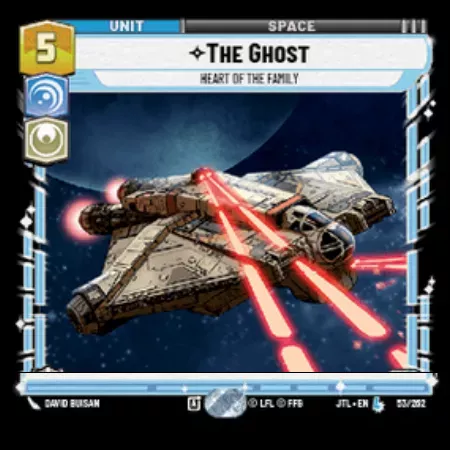 UNIT SPACE
5
THE GHOST
HEART OF THE FAMILY
DAVID BUISAN A © LFL © FFG JTL • EN L 53/262